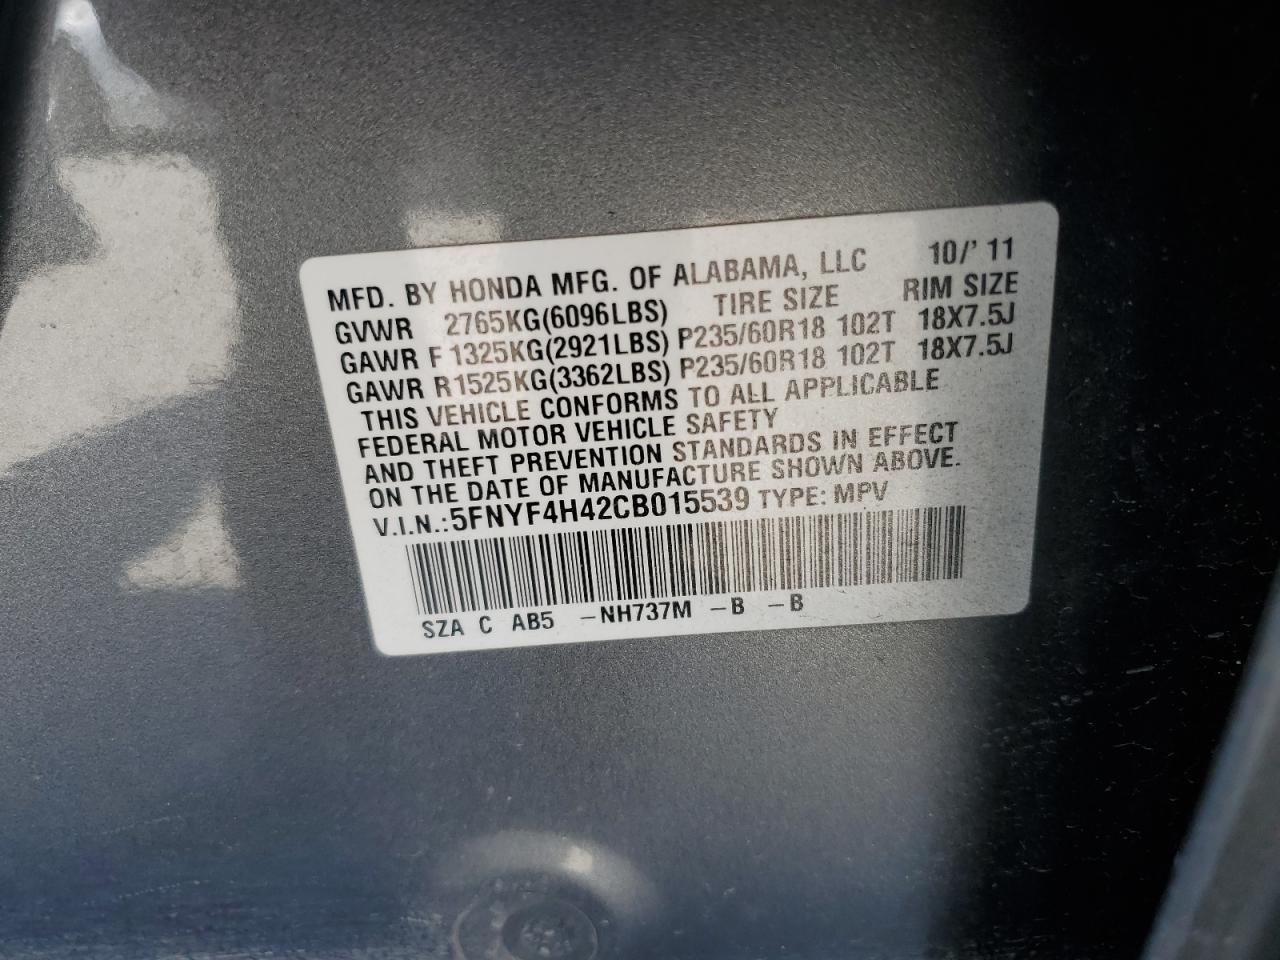 MFD. BY HONDA MFG. OF ALABAMA, LLC 10/' 11
GVWR 2765KG(6096LBS) TIRE SIZE RIM SIZE
GAWR F 1325KG(2921LBS) P235/60R18 102T 18X7.5J
GAWR R1525KG(3362LBS) P235/60R18 102T 18X7.5J
THIS VEHICLE CONFORMS TO ALL APPLICABLE
FEDERAL MOTOR VEHICLE SAFETY
AND THEFT PREVENTION STANDARDS IN EFFECT
ON THE DATE OF MANUFACTURE SHOWN ABOVE.
V.I.N.:5FNYF4H42CB015539 TYPE: MPV
SZA C AB5 -NH737M -B -B